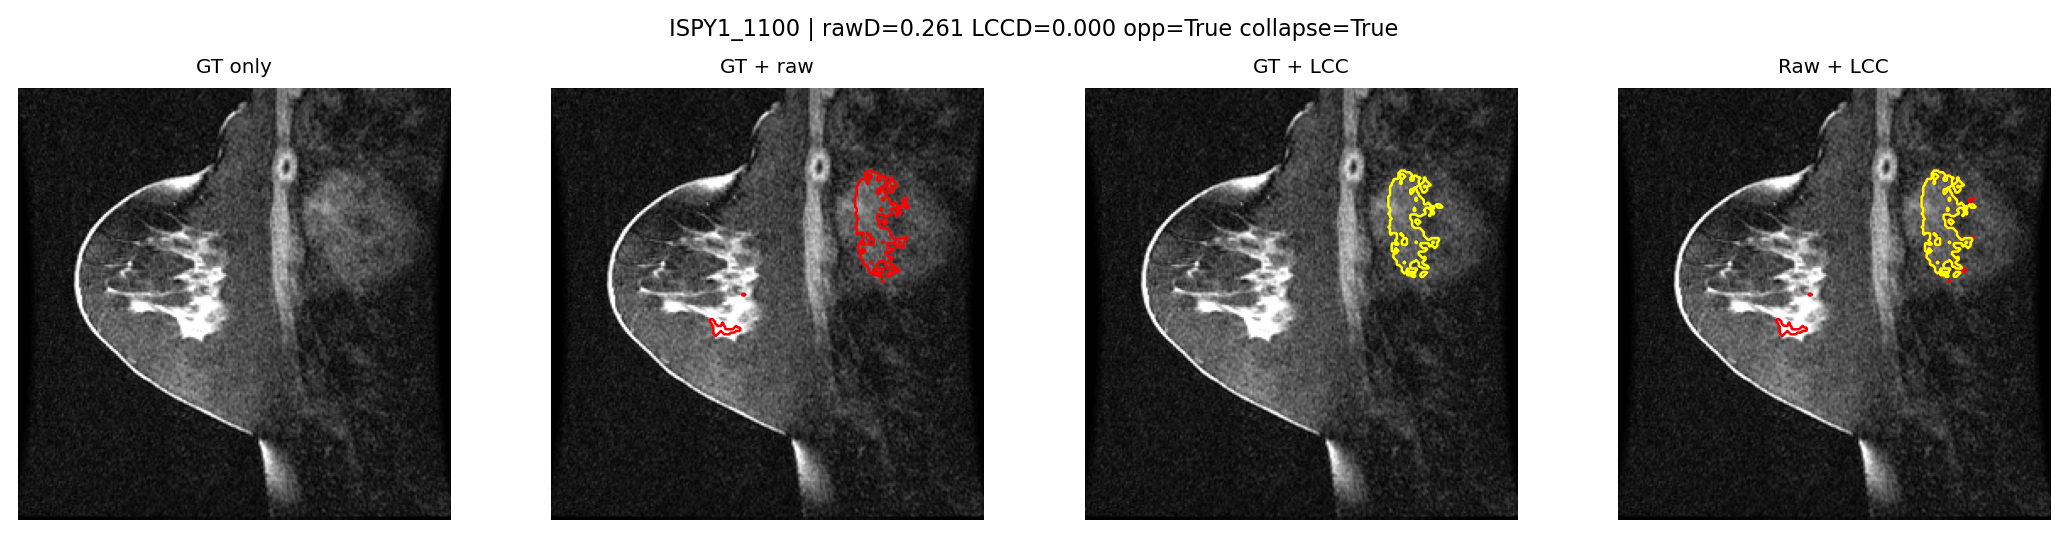 ISPY1_1100 | rawD=0.261 LCCD=0.000 opp=True collapse=True
GT only
GT + raw
GT + LCC
Raw + LCC